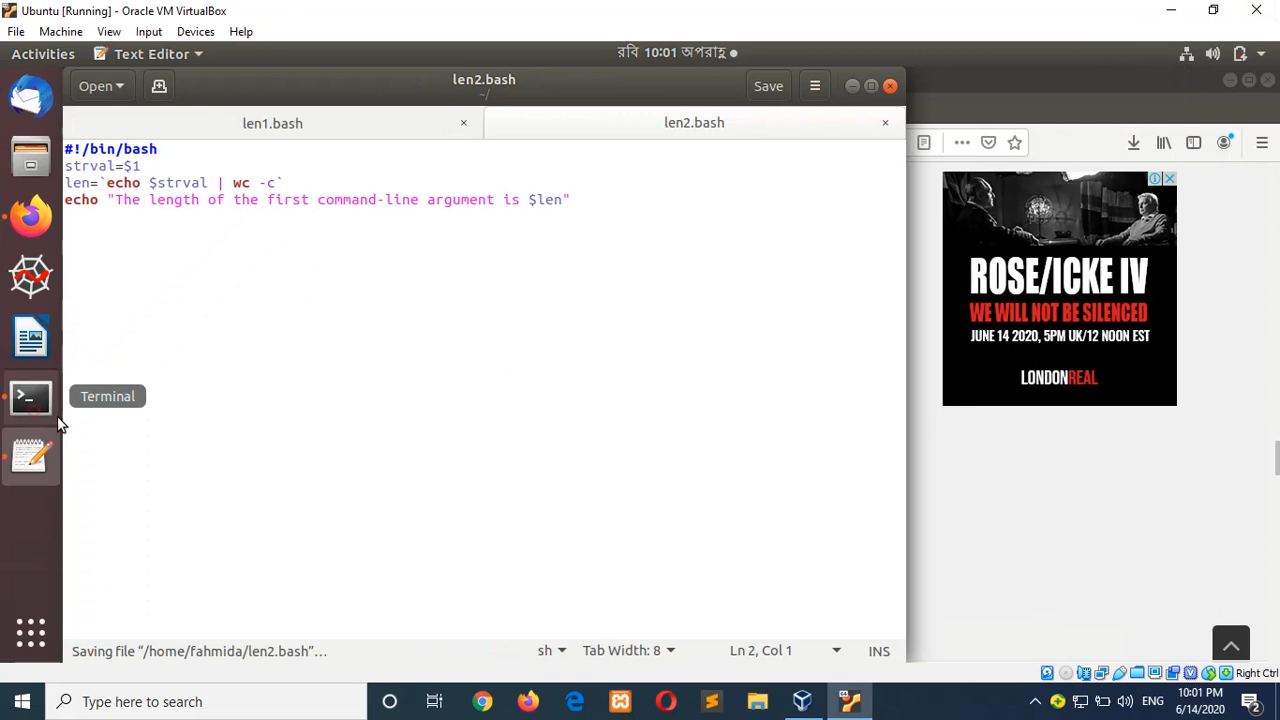 Ubuntu [Running] - Oracle VM VirtualBox
File Machine View Input Devices Help
Activities Text Editor রবি 10:01 অপরাহ্ণ
Open len2.bash Save
~/
len1.bash len2.bash
#!/bin/bash
strval=$1
len=`echo $strval | wc -c`
echo "The length of the first command-line argument is $len"
ROSE/ICKE IV
WE WILL NOT BE SILENCED
JUNE 14 2020, 5PM UK/12 NOON EST
LONDONREAL
Terminal
Saving file “/home/fahmida/len2.bash”… sh Tab Width: 8 Ln 2, Col 1 INS
Right Ctrl
Type here to search ENG 10:01 PM
6/14/2020 2